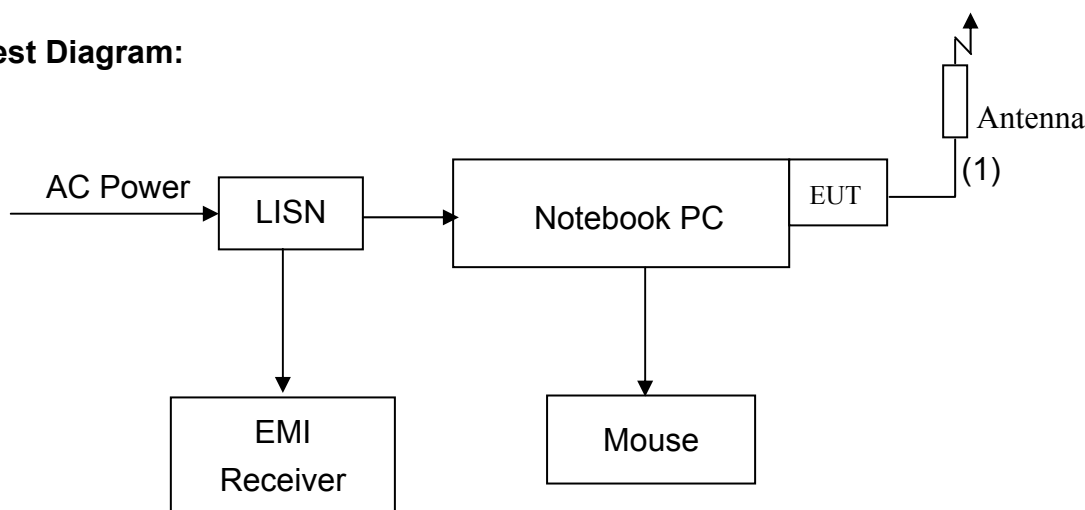 est Diagram:
Antenna
(1)
AC Power
LISN
Notebook PC
EUT
EMI
Receiver
Mouse